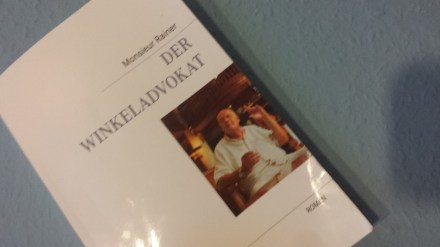 Monsieur Rainer
DER
WINKELADVOKAT
ROMAN